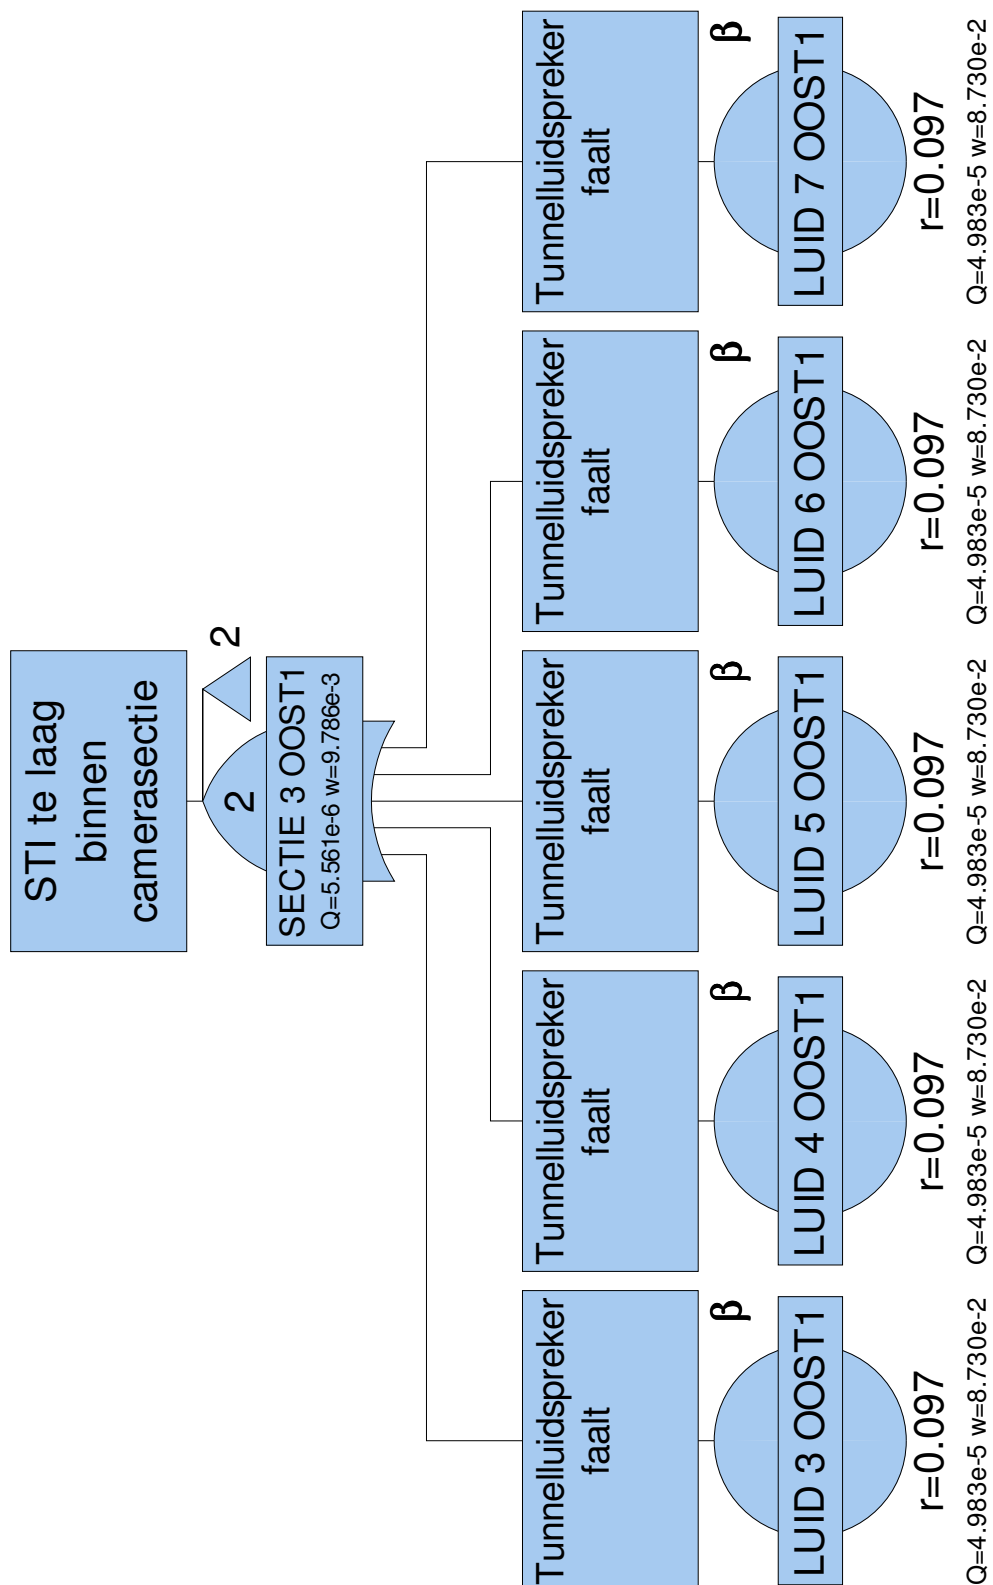 STI te laag
binnen
camerasectie
2
2
SECTIE 3 OOST1
Q=5.561e-6 w=9.786e-3
Tunnelluidspreker
faalt
β
LUID 3 OOST1
r=0.097
Q=4.983e-5 w=8.730e-2
Tunnelluidspreker
faalt
β
LUID 4 OOST1
r=0.097
Q=4.983e-5 w=8.730e-2
Tunnelluidspreker
faalt
β
LUID 5 OOST1
r=0.097
Q=4.983e-5 w=8.730e-2
Tunnelluidspreker
faalt
β
LUID 6 OOST1
r=0.097
Q=4.983e-5 w=8.730e-2
Tunnelluidspreker
faalt
β
LUID 7 OOST1
r=0.097
Q=4.983e-5 w=8.730e-2